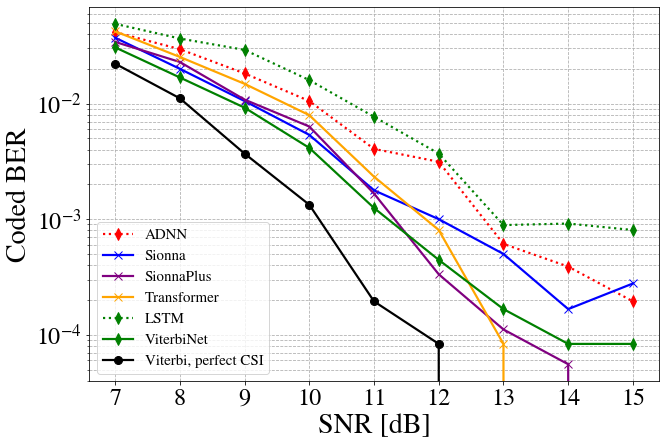 10⁻²
10⁻³
10⁻⁴
Coded BER
ADNN
Sionna
SionnaPlus
Transformer
LSTM
ViterbiNet
Viterbi, perfect CSI
7 8 9 10 11 12 13 14 15
SNR [dB]